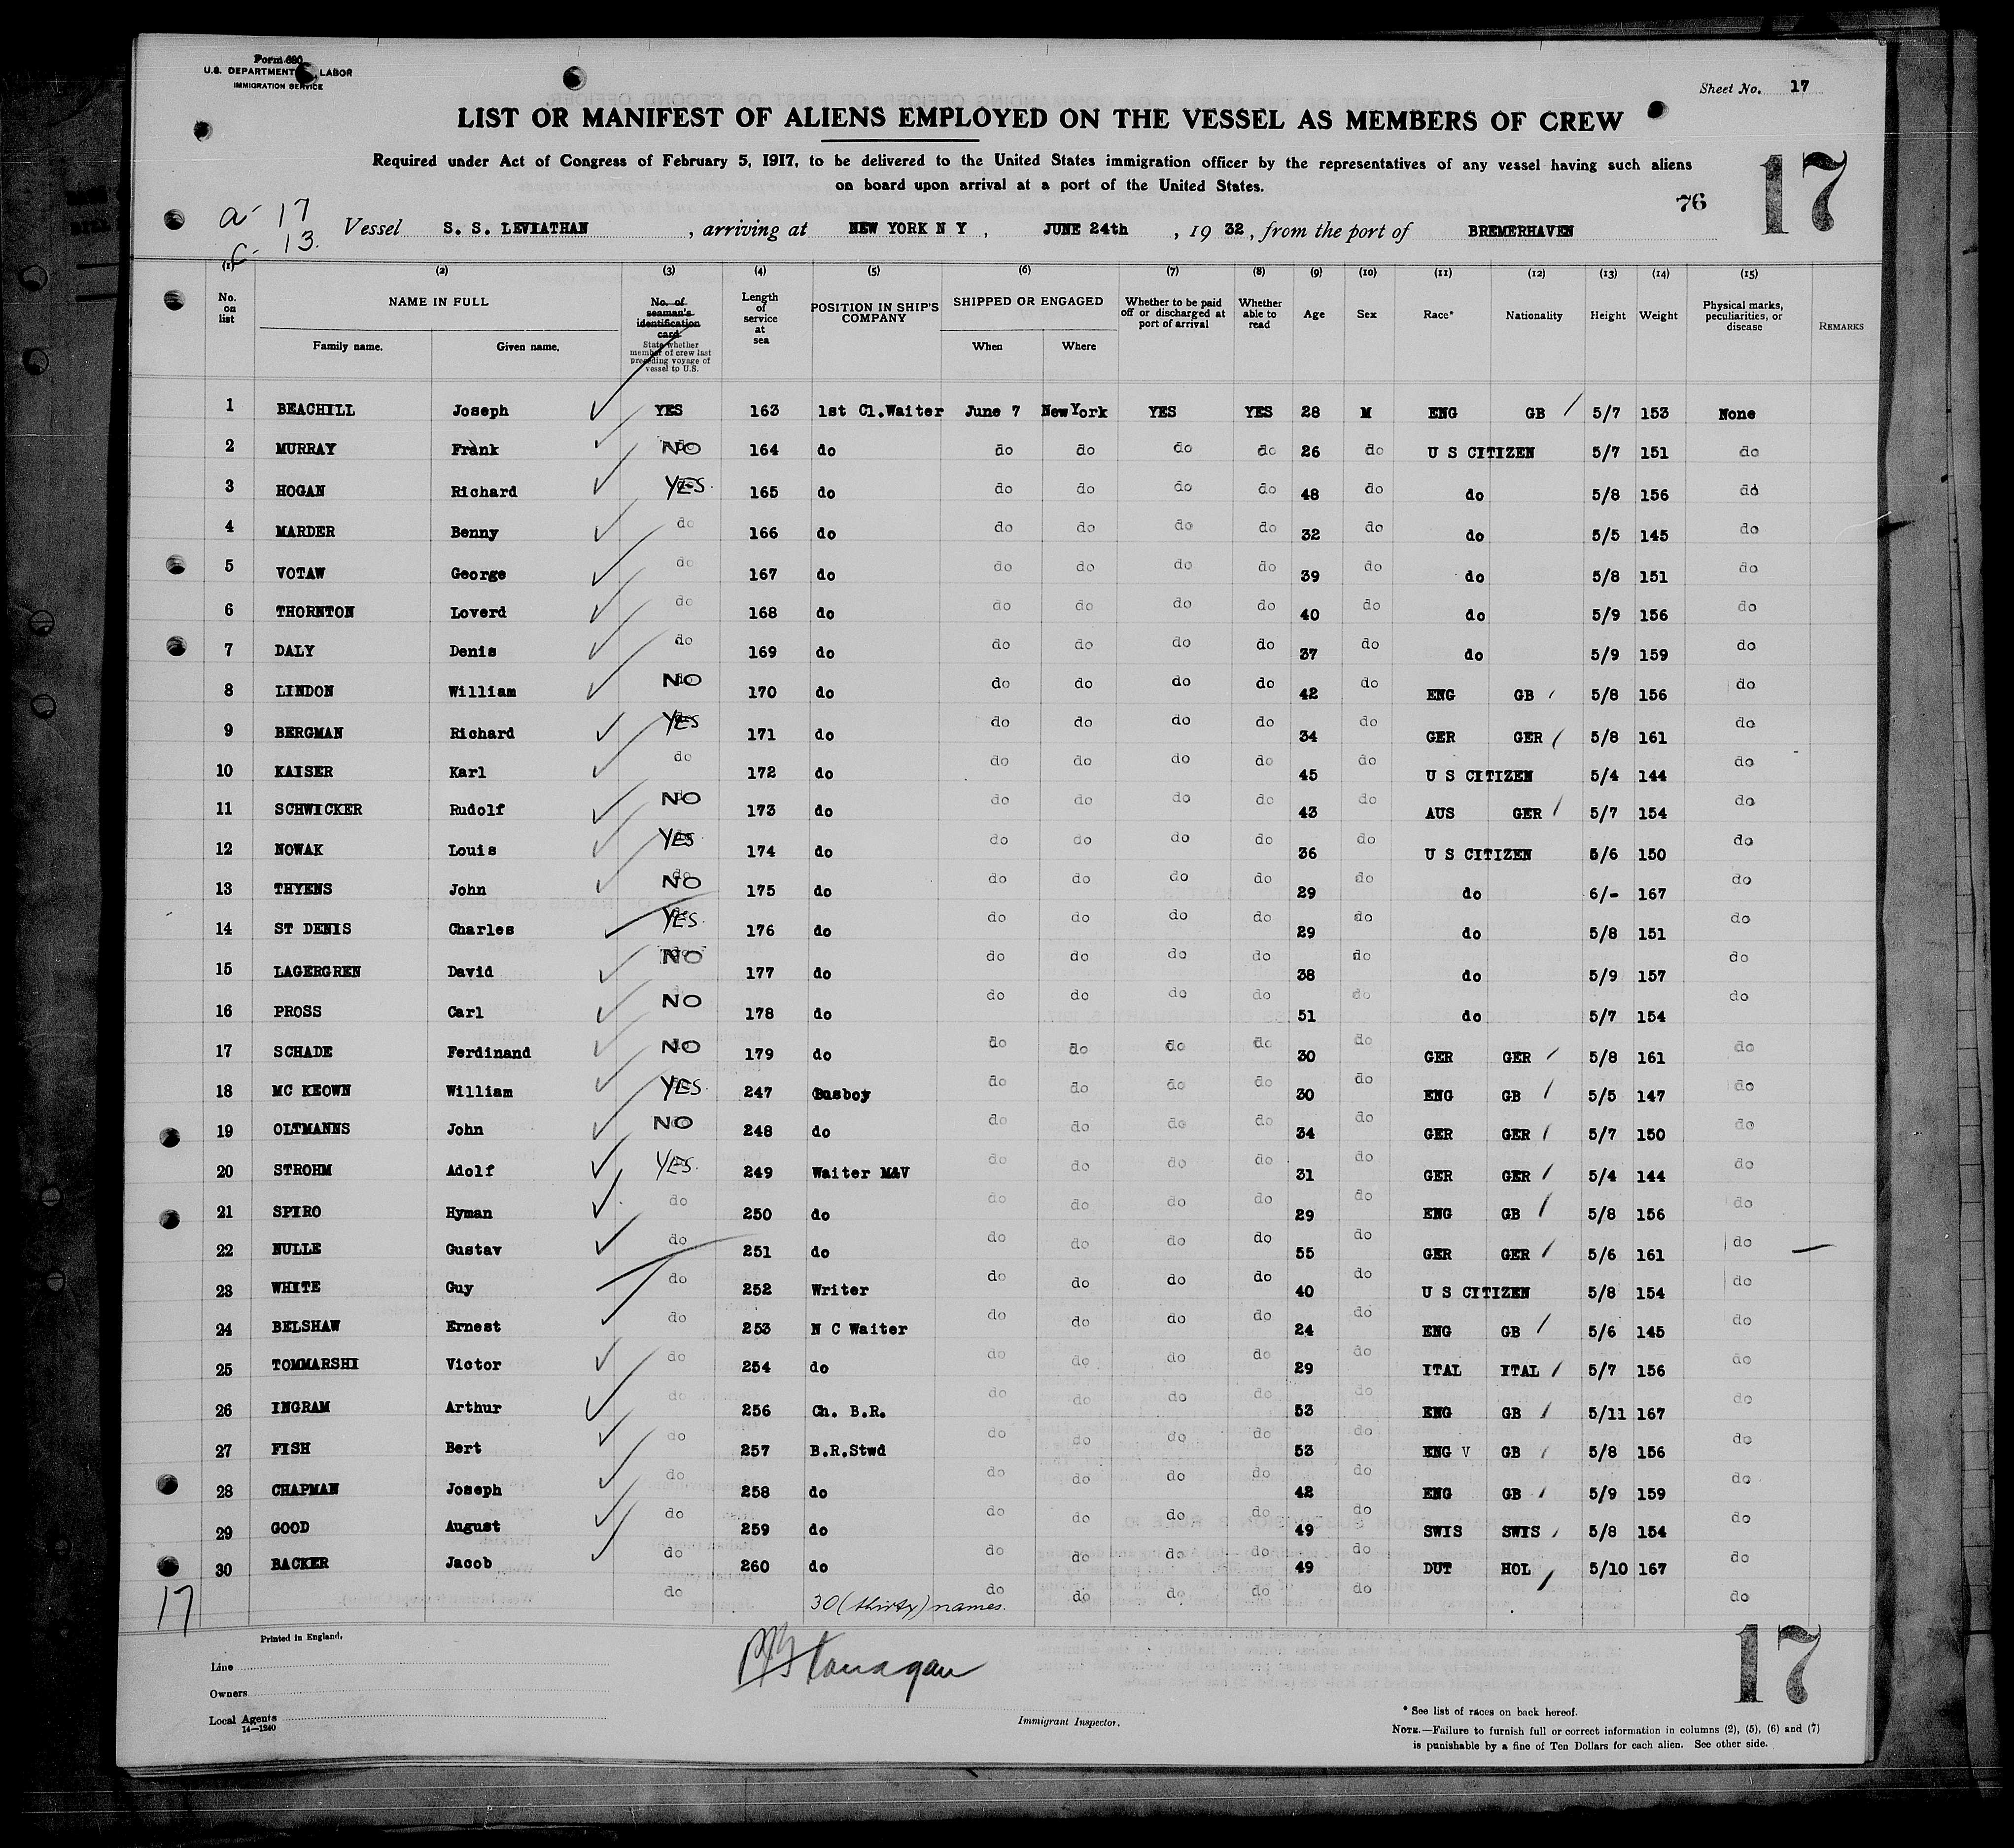 Form 680
U.S. DEPARTMENT LABOR
IMMIGRATION SERVICE
Sheet No. 17
LIST OR MANIFEST OF ALIENS EMPLOYED ON THE VESSEL AS MEMBERS OF CREW
Required under Act of Congress of February 5, 1917, to be delivered to the United States immigration officer by the representatives of any vessel having such aliens
on board upon arrival at a port of the United States.
17
76
a- 17
c- 13.
Vessel S. S. LEVIATHAN, arriving at NEW YORK N Y, JUNE 24th, 19 32, from the port of BREMERHAVEN
(1) (2) (3) (4) (5) (6) (7) (8) (9) (10) (11) (12) (13) (14) (15)
No. on list NAME IN FULL Family name. Given name. No. of seaman's identification card State whether member of crew last preceding voyage of vessel to U.S. Length of service at sea POSITION IN SHIP'S COMPANY SHIPPED OR ENGAGED When Where Whether to be paid off or discharged at port of arrival Whether able to read Age Sex Race* Nationality Height Weight Physical marks, peculiarities, or disease REMARKS
1 BEACHILL Joseph YES 163 1st Cl.Waiter June 7 New York YES YES 28 M ENG GB 5/7 153 None
2 MURRAY Frank NO 164 do do do do do 26 do U S CITIZEN 5/7 151 do
3 HOGAN Richard YES. 165 do do do do do 48 do do 5/8 156 do
4 MARDER Benny do 166 do do do do do 32 do do 5/5 145 do
5 VOTAW George do 167 do do do do do 39 do do 5/8 151 do
6 THORNTON Loverd do 168 do do do do do 40 do do 5/9 156 do
7 DALY Denis do 169 do do do do do 37 do do 5/9 159 do
8 LINDON William NO 170 do do do do do 42 do ENG GB 5/8 156 do
9 BERGMAN Richard YES 171 do do do do do 34 do GER GER 5/8 161 do
10 KAISER Karl do 172 do do do do do 45 do U S CITIZEN 5/4 144 do
11 SCHWICKER Rudolf NO 173 do do do do do 43 do AUS GER 5/7 154 do
12 NOWAK Louis YES 174 do do do do do 36 do U S CITIZEN 5/6 150 do
13 THYENS John NO 175 do do do do do 29 do do 6/- 167 do
14 ST DENIS Charles YES. 176 do do do do do 29 do do 5/8 151 do
15 LAGERGREN David NO 177 do do do do do 38 do do 5/9 157 do
16 PROSS Carl NO 178 do do do do do 51 do do 5/7 154 do
17 SCHADE Ferdinand NO 179 do do do do do 30 do GER GER 5/8 161 do
18 MC KEOWN William YES. 247 Busboy do do do do 30 do ENG GB 5/5 147 do
19 OLTMANNS John NO 248 do do do do do 34 do GER GER 5/7 150 do
20 STROHM Adolf YES. 249 Waiter M&V do do do do 31 do GER GER 5/4 144 do
21 SPIRO Hyman do 250 do do do do do 29 do ENG GB 5/8 156 do
22 NULLE Gustav do 251 do do do do do 55 do GER GER 5/6 161 do
23 WHITE Guy do 252 Writer do do do do 40 do U S CITIZEN 5/8 154 do
24 BELSHAW Ernest do 253 N C Waiter do do do do 24 do ENG GB 5/6 145 do
25 TOMMARSHI Victor do 254 do do do do do 29 do ITAL ITAL 5/7 156 do
26 INGRAM Arthur do 256 Ch. B.R. do do do do 53 do ENG GB 5/11 167 do
27 FISH Bert do 257 B.R.Stwd do do do do 53 do ENG V GB 5/8 156 do
28 CHAPMAN Joseph do 258 do do do do do 42 do ENG GB 5/9 159 do
29 GOOD August do 259 do do do do do 49 do SWIS SWIS 5/8 154 do
30 BACKER Jacob do 260 do do do do do 49 do DUT HOL 5/10 167 do
do 30 (thirty) names. do do do do do do
17
Printed in England.
Line
Owners
Local Agents
14—1240
Immigrant Inspector.
17
* See list of races on back hereof.
NOTE.—Failure to furnish full or correct information in columns (2), (5), (6) and (7)
is punishable by a fine of Ten Dollars for each alien. See other side.